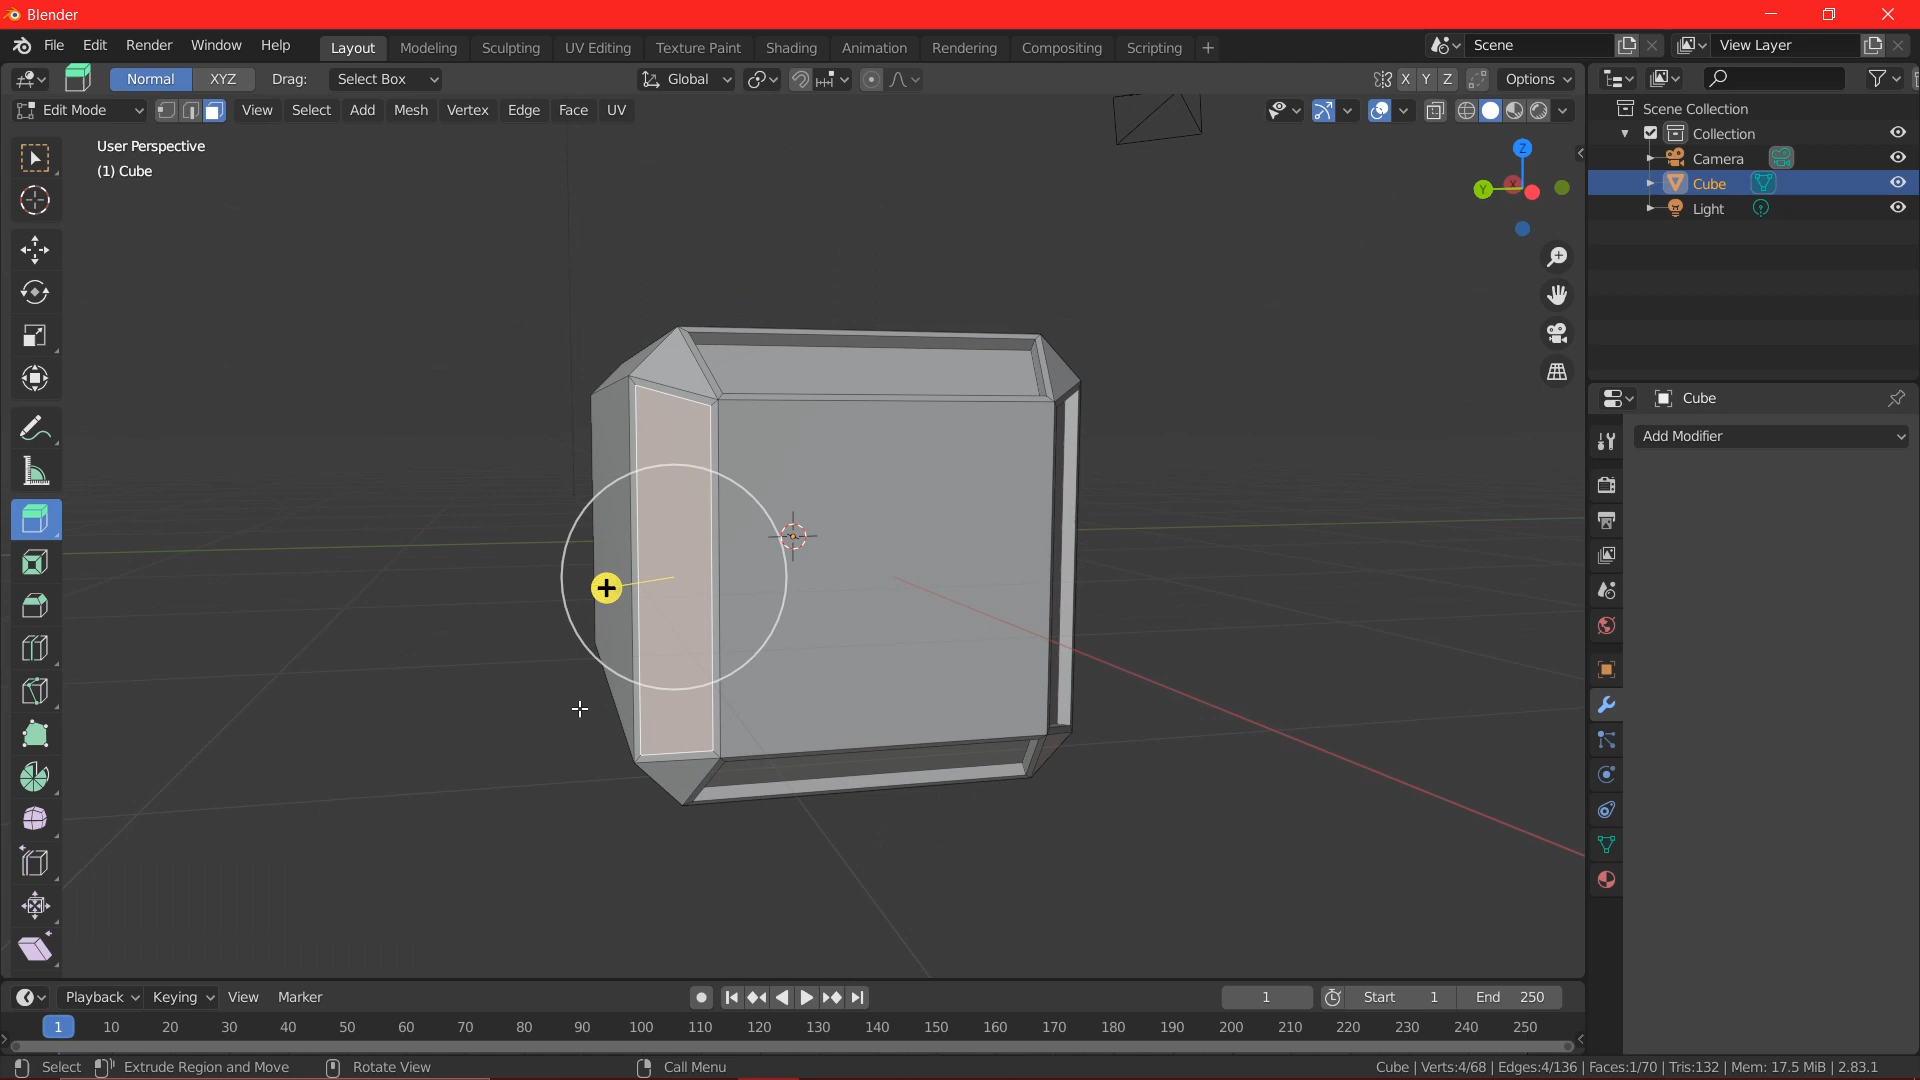 Blender
File Edit Render Window Help Layout Modeling Sculpting UV Editing Texture Paint Shading Animation Rendering Compositing Scripting + Scene View Layer
Normal XYZ Drag: Select Box Global X Y Z Options
Edit Mode View Select Add Mesh Vertex Edge Face UV
User Perspective
(1) Cube
Z
Y
X
Scene Collection
Collection
Camera
Cube
Light
Cube
Add Modifier
Playback Keying View Marker 1 Start 1 End 250
1 10 20 30 40 50 60 70 80 90 100 110 120 130 140 150 160 170 180 190 200 210 220 230 240 250
Select Extrude Region and Move Rotate View Call Menu Cube | Verts:4/68 | Edges:4/136 | Faces:1/70 | Tris:132 | Mem: 17.5 MiB | 2.83.1